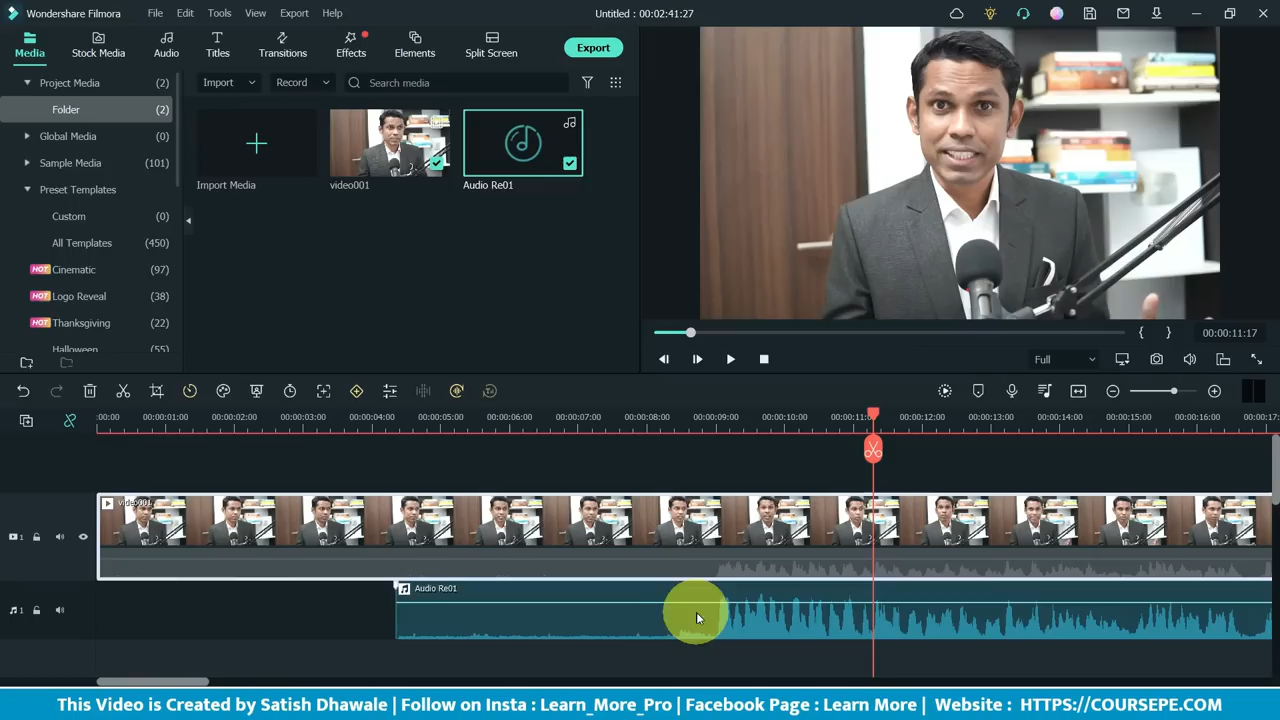 Wondershare Filmora File Edit Tools View Export Help Untitled : 00:02:41:27
Media Stock Media Audio Titles Transitions Effects Elements Split Screen Export
Project Media (2) Import Record Search media
Folder (2)
Global Media (0)
Sample Media (101)
Import Media video001 Audio Re01
Preset Templates
Custom (0)
All Templates (450)
HOT Cinematic (97)
HOT Logo Reveal (38)
HOT Thanksgiving (22)
Halloween (55)
00:00:11:17
Full
:00:00 00:00:01:00 00:00:02:00 00:00:03:00 00:00:04:00 00:00:05:00 00:00:06:00 00:00:07:00 00:00:08:00 00:00:09:00 00:00:10:00 00:00:11:0 00:00:12:00 00:00:13:00 00:00:14:00 00:00:15:00 00:00:16:00 00:00:17:
video001
1
Audio Re01
1
This Video is Created by Satish Dhawale | Follow on Insta : Learn_More_Pro | Facebook Page : Learn More | Website : HTTPS://COURSEPE.COM